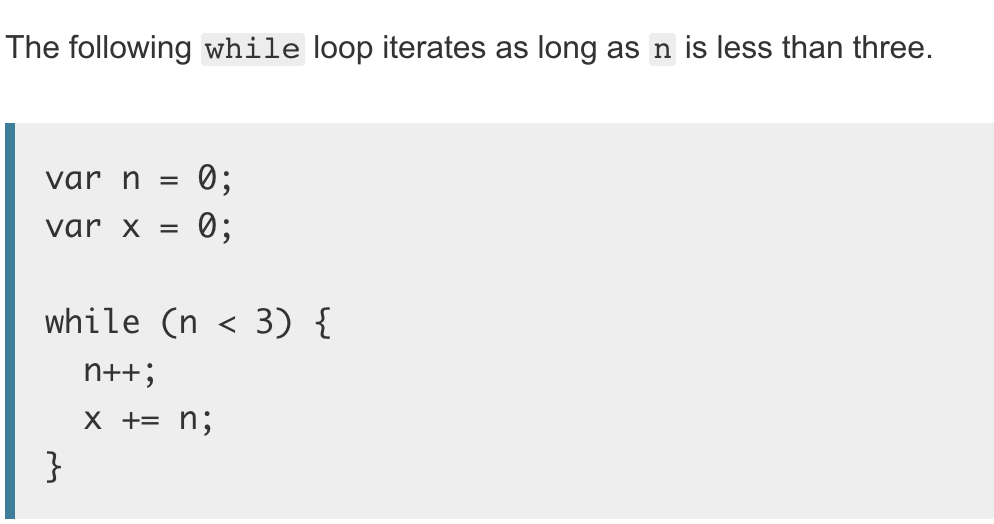 The following while loop iterates as long as n is less than three.
var n = 0;
var x = 0;
while (n < 3) {
  n++;
  x += n;
}